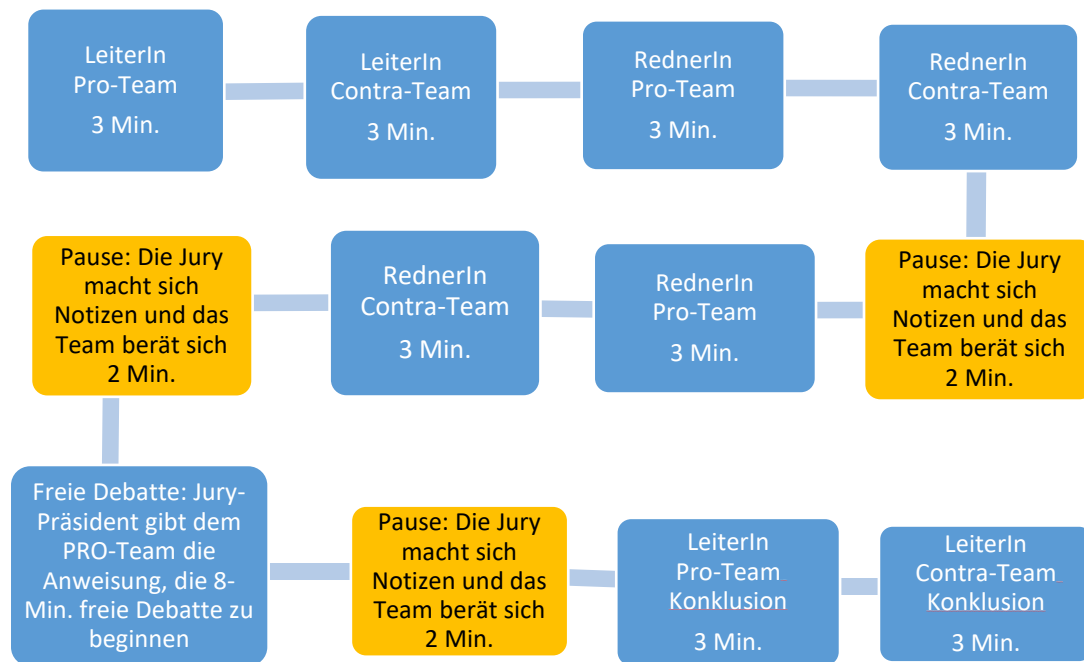 LeiterIn
Pro-Team
3 Min.
LeiterIn
Contra-Team
3 Min.
RednerIn
Pro-Team
3 Min.
RednerIn
Contra-Team
3 Min.
Pause: Die Jury
macht sich
Notizen und das
Team berät sich
2 Min.
RednerIn
Pro-Team
3 Min.
RednerIn
Contra-Team
3 Min.
Pause: Die Jury
macht sich
Notizen und das
Team berät sich
2 Min.
Freie Debatte: Jury-
Präsident gibt dem
PRO-Team die
Anweisung, die 8-
Min. freie Debatte zu
beginnen
Pause: Die Jury
macht sich
Notizen und das
Team berät sich
2 Min.
LeiterIn
Pro-Team
Konklusion
3 Min.
LeiterIn
Contra-Team
Konklusion
3 Min.